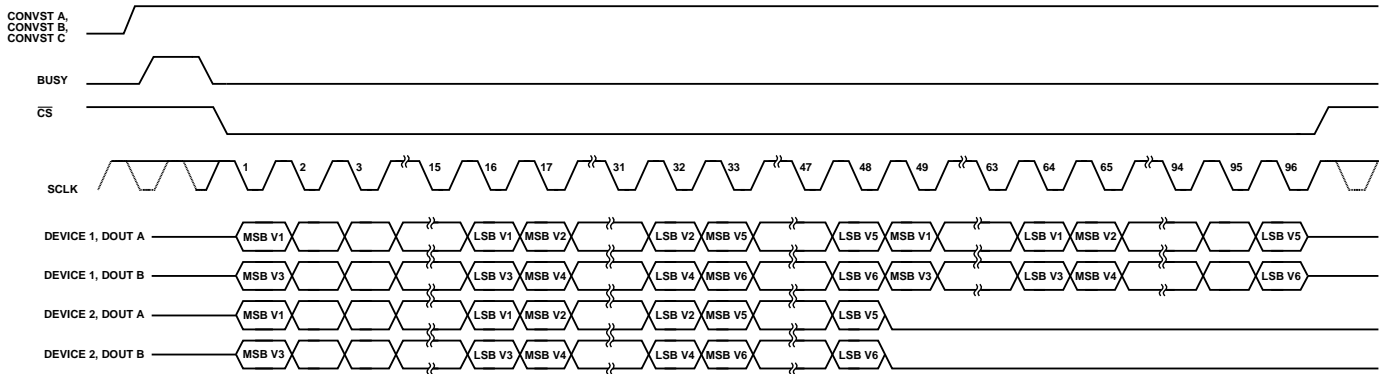 CONVST A,
CONVST B,
CONVST C
BUSY
CS
SCLK
1 2 3 15 16 17 31 32 33 47 48 49 63 64 65 94 95 96
DEVICE 1, DOUT A MSB V1 LSB V1 MSB V2 LSB V2 MSB V5 LSB V5 MSB V1 LSB V1 MSB V2 LSB V5
DEVICE 1, DOUT B MSB V3 LSB V3 MSB V4 LSB V4 MSB V6 LSB V6 MSB V3 LSB V3 MSB V4 LSB V6
DEVICE 2, DOUT A MSB V1 LSB V1 MSB V2 LSB V2 MSB V5 LSB V5
DEVICE 2, DOUT B MSB V3 LSB V3 MSB V4 LSB V4 MSB V6 LSB V6